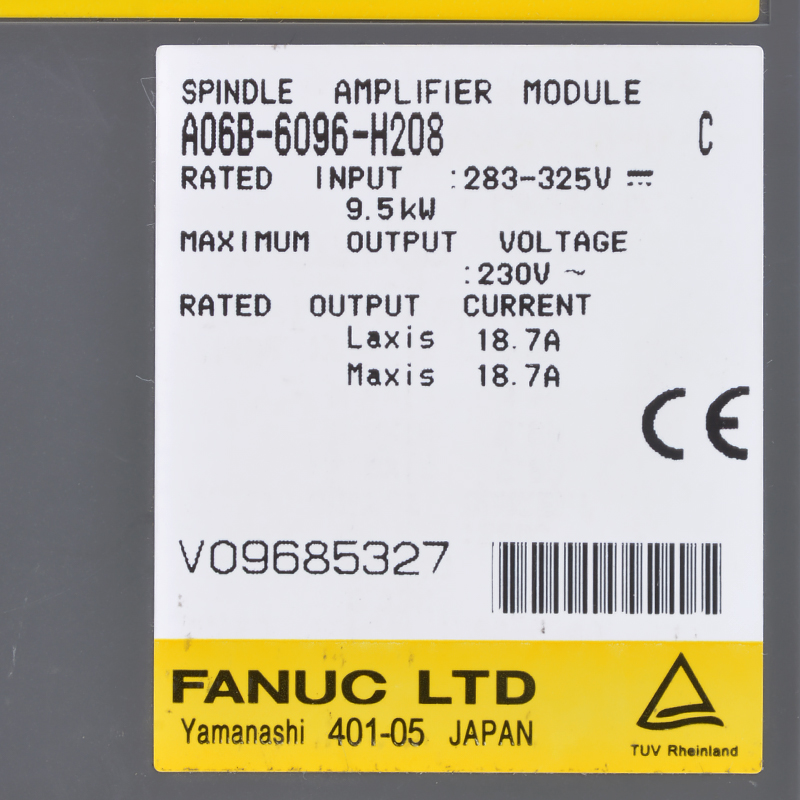 SPINDLE AMPLIFIER MODULE
A06B-6096-H208 C
RATED INPUT :283-325V ⎓
9.5kW
MAXIMUM OUTPUT VOLTAGE
:230V ~
RATED OUTPUT CURRENT
Laxis 18.7A
Maxis 18.7A
CE
V09685327
FANUC LTD
Yamanashi 401-05 JAPAN
TUV Rheinland